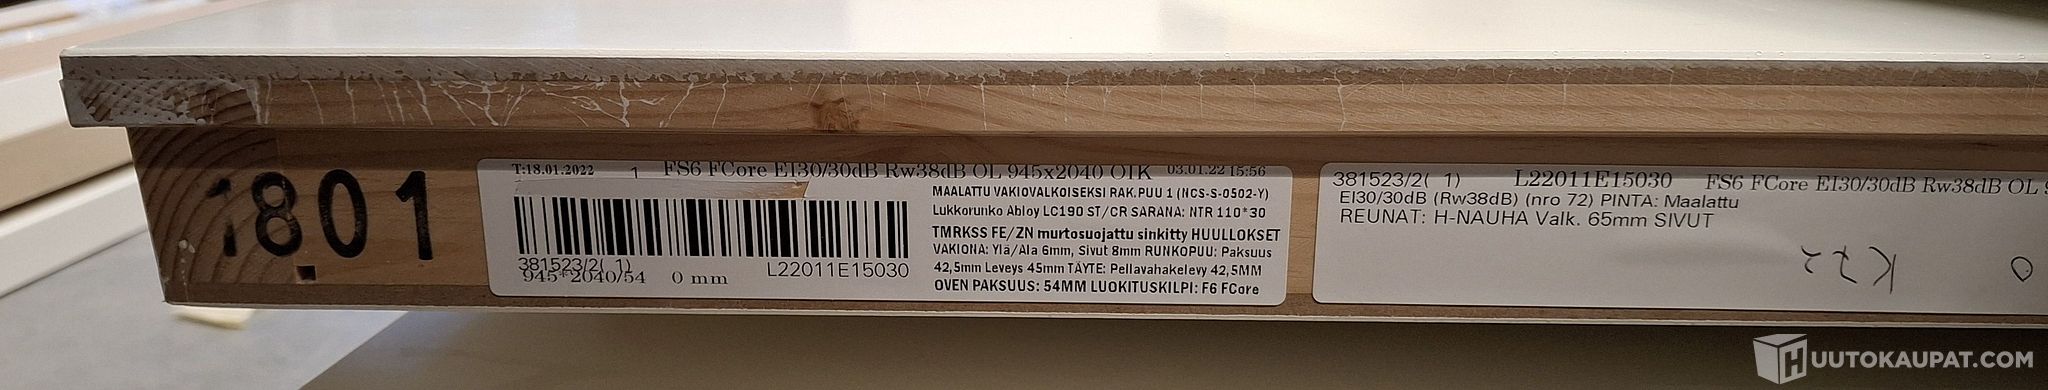 18.01
T:18.01.2022 1 FS6 FCore EI30/30dB Rw38dB OL 945x2040 OIK 03.01.22 15:56
MAALATTU VAKIOVALKOISEKSI RAK.PUU 1 (NCS-S-0502-Y)
Lukkorunko Abloy LC190 ST/CR SARANA: NTR 110*30
TMRKSS FE/ZN murtosuojattu sinkitty HUULLOKSET
VAKIONA: Ylä/Ala 6mm, Sivut 8mm RUNKOPUU: Paksuus
42,5mm Leveys 45mm TÄYTE: Pellavahakelevy 42,5MM
OVEN PAKSUUS: 54MM LUOKITUSKILPI: F6 FCore
381523/2( 1) L22011E15030
945*2040/54 0 mm
381523/2( 1) L22011E15030 FS6 FCore EI30/30dB Rw38dB OL
EI30/30dB (Rw38dB) (nro 72) PINTA: Maalattu
REUNAT: H-NAUHA Valk. 65mm SIVUT
K72
HUUTOKAUPAT.COM